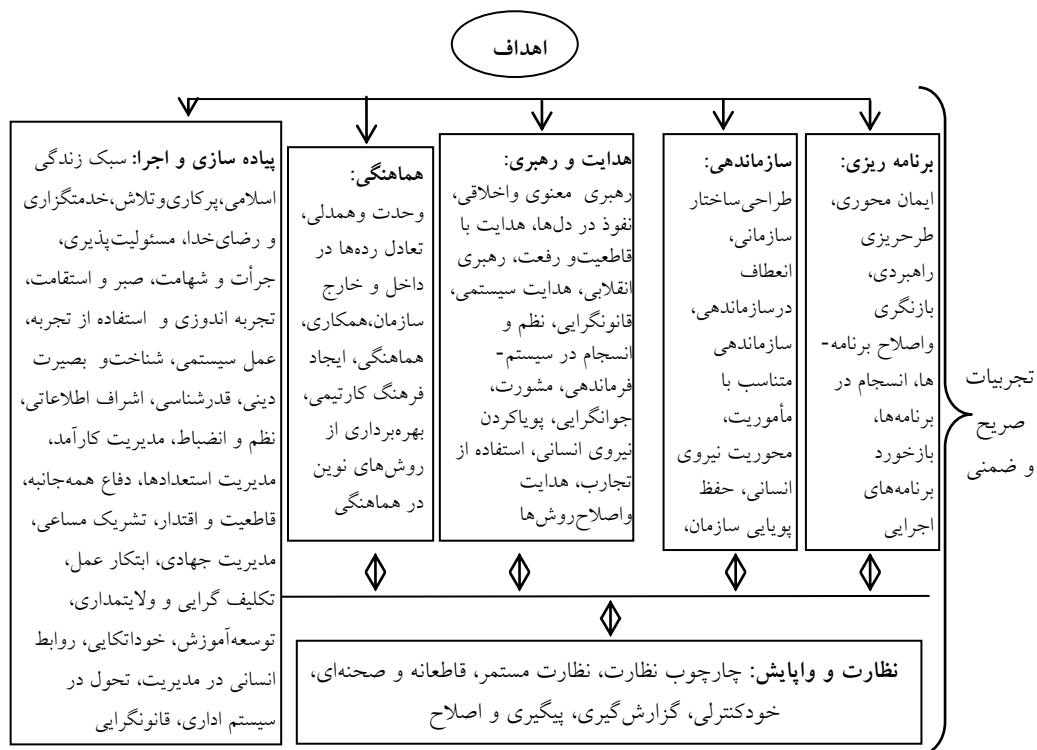 اهداف
برنامه ریزی:
ایمان محوری،
طرحریزی
راهبردی،
بازنگری
واصلاح برنامه-
ها، انسجام در
برنامه‌ها،
بازخورد
برنامه‌های
اجرایی
سازماندهی:
طراحی‌ساختار
سازمانی،
انعطاف
درسازماندهی،
سازماندهی
متناسب با
مأموریت،
محوریت نیروی
انسانی، حفظ
پویایی سازمان،
هدایت و رهبری:
رهبری معنوی واخلاقی،
نفوذ در دل‌ها، هدایت با
قاطعیت‌و رفعت، رهبری
انقلابی، هدایت سیستمی،
قانونگرایی، نظم و
انسجام در سیستم-
فرماندهی، مشورت،
جوانگرایی، پویاکردن
نیروی انسانی، استفاده از
تجارب، هدایت
واصلاح‌روش‌ها
هماهنگی:
وحدت وهمدلی،
تعادل رده‌ها در
داخل و خارج
سازمان،همکاری،
هماهنگی، ایجاد
فرهنگ کارتیمی،
بهره‌برداری از
روش‌های نوین
در هماهنگی
پیاده سازی و اجرا: سبک زندگی
اسلامی،پرکاری‌وتلاش،خدمتگزاری
و رضای‌خدا، مسئولیت‌پذیری،
جرأت و شهامت، صبر و استقامت،
تجربه اندوزی و استفاده از تجربه،
عمل سیستمی، شناخت‌و بصیرت
دینی، قدرشناسی، اشراف اطلاعاتی،
نظم و انضباط، مدیریت کارآمد،
مدیریت استعدادها، دفاع همه‌جانبه،
قاطعیت و اقتدار، تشریک مساعی،
مدیریت جهادی، ابتکار عمل،
تکلیف گرایی و ولایتمداری،
توسعه‌آموزش، خوداتکایی، روابط
انسانی در مدیریت، تحول در
سیستم اداری، قانونگرایی
نظارت و واپایش: چارچوب نظارت، نظارت مستمر، قاطعانه و صحنه‌ای،
خودکنترلی، گزارش‌گیری، پیگیری و اصلاح
تجربیات
صریح
و ضمنی